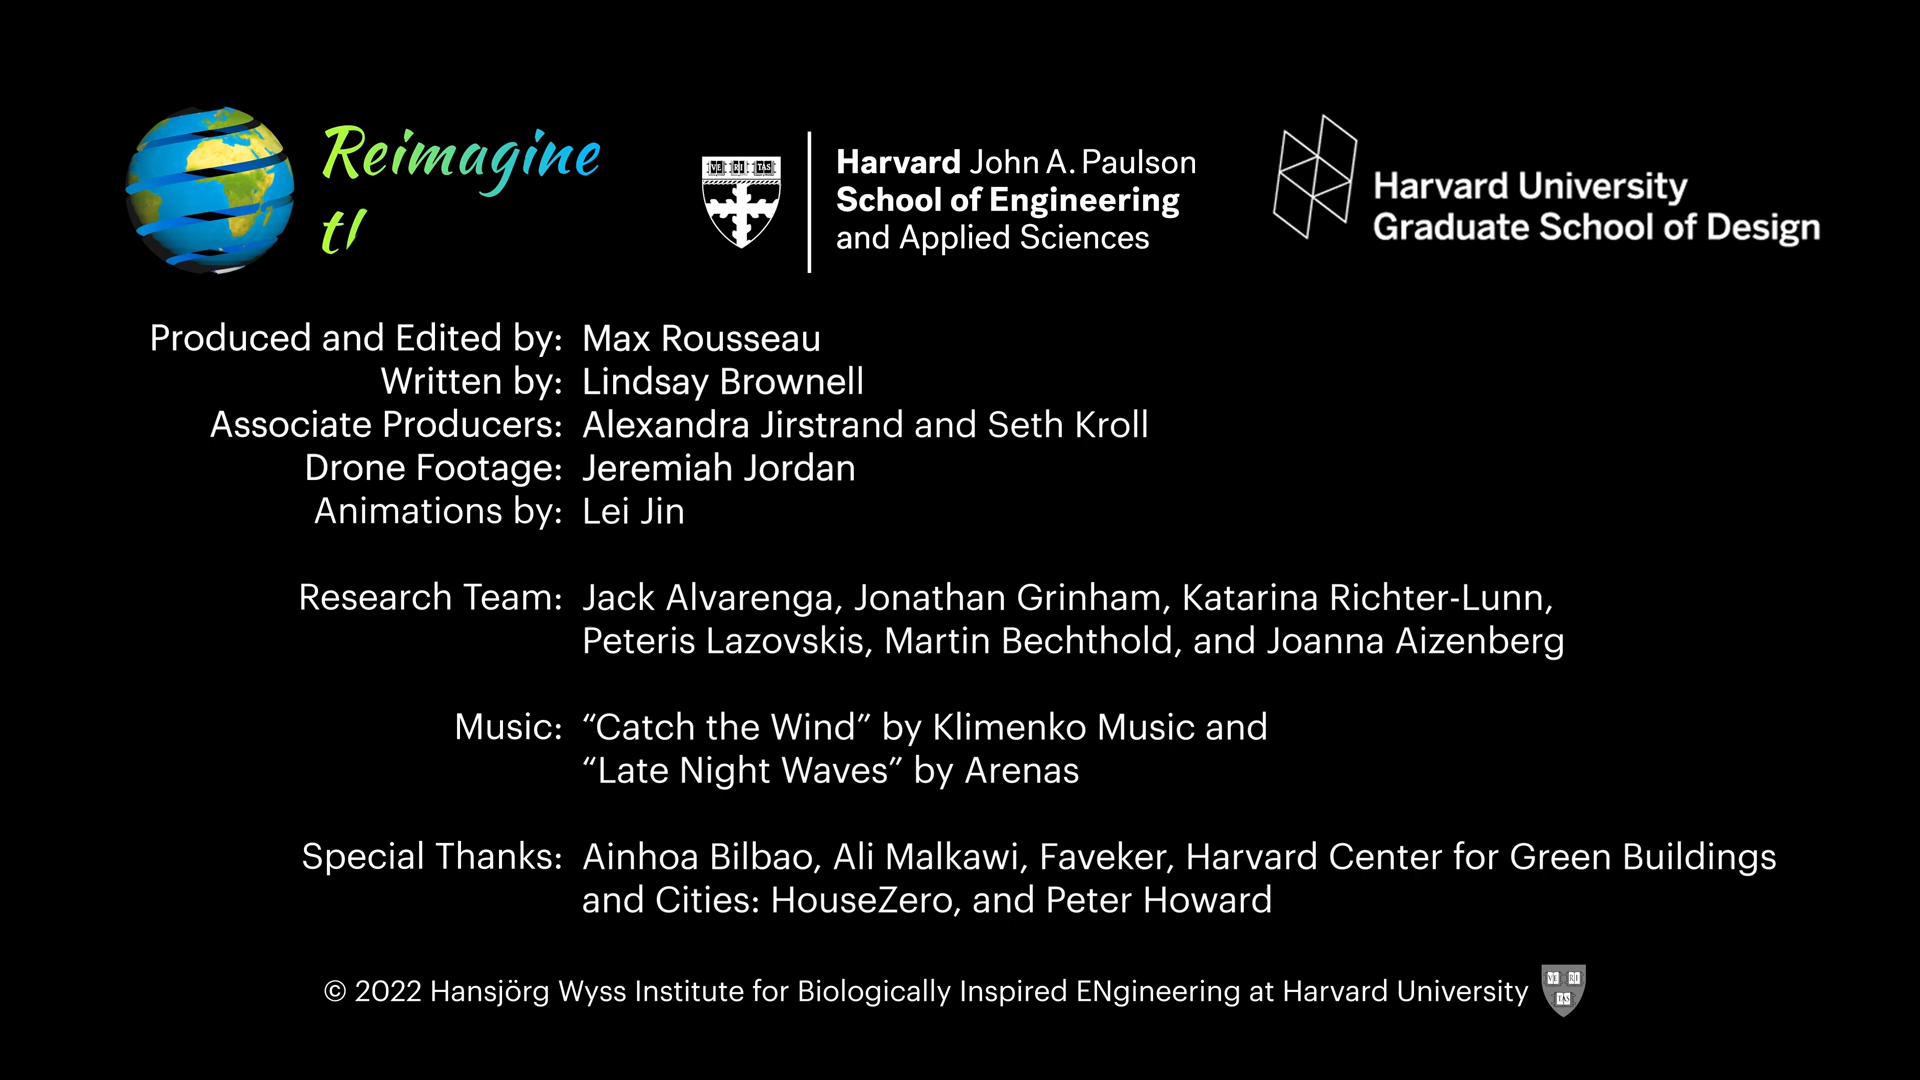 Reimagine
Harvard John A. Paulson
School of Engineering
and Applied Sciences
Harvard University
Graduate School of Design
Produced and Edited by: Max Rousseau
Written by: Lindsay Brownell
Associate Producers: Alexandra Jirstrand and Seth Kroll
Drone Footage: Jeremiah Jordan
Animations by: Lei Jin
Research Team: Jack Alvarenga, Jonathan Grinham, Katarina Richter-Lunn,
Peteris Lazovskis, Martin Bechthold, and Joanna Aizenberg
Music: “Catch the Wind” by Klimenko Music and
“Late Night Waves” by Arenas
Special Thanks: Ainhoa Bilbao, Ali Malkawi, Faveker, Harvard Center for Green Buildings
and Cities: HouseZero, and Peter Howard
© 2022 Hansjörg Wyss Institute for Biologically Inspired ENgineering at Harvard University